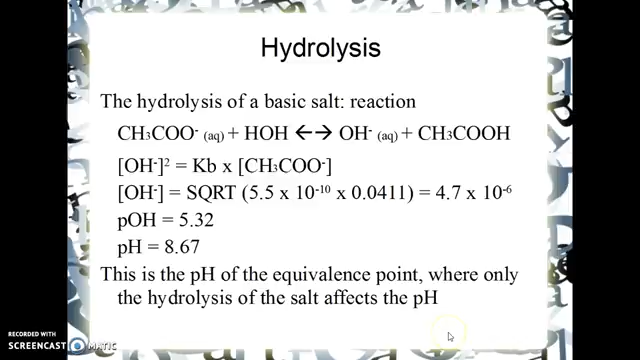 Hydrolysis
The hydrolysis of a basic salt: reaction
CH₃COO⁻ (aq) + HOH ⇠⇢ OH⁻ (aq) + CH₃COOH
[OH⁻]² = Kb x [CH₃COO⁻]
[OH⁻] = SQRT (5.5 x 10⁻¹⁰ x 0.0411) = 4.7 x 10⁻⁶
pOH = 5.32
pH = 8.67
This is the pH of the equivalence point, where only
the hydrolysis of the salt affects the pH
RECORDED WITH
SCREENCAST MATIC